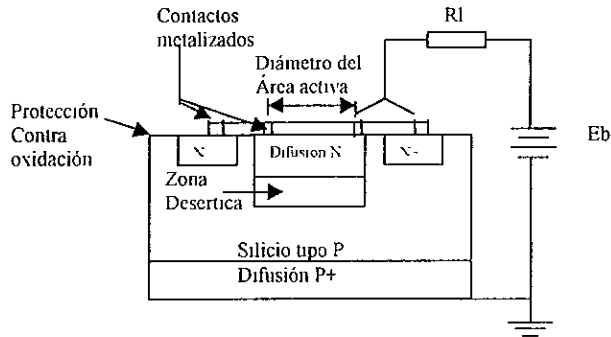 Contactos
metalizados
Rl
Diámetro del
Área activa
Protección
Contra
oxidación
Eb
N
Difusion N
N-
Zona
Desertica
Silicio tipo P
Difusión P+